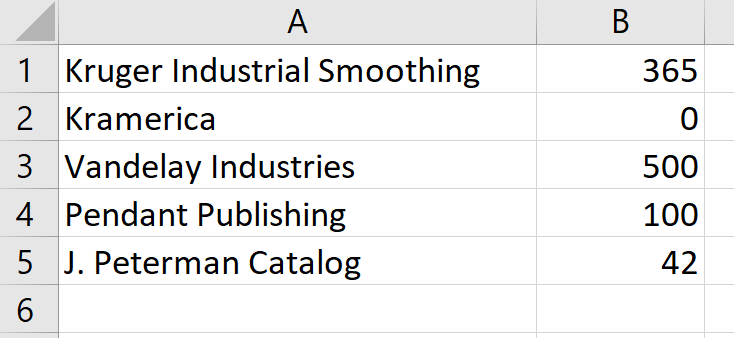 A B
1 Kruger Industrial Smoothing 365
2 Kramerica 0
3 Vandelay Industries 500
4 Pendant Publishing 100
5 J. Peterman Catalog 42
6